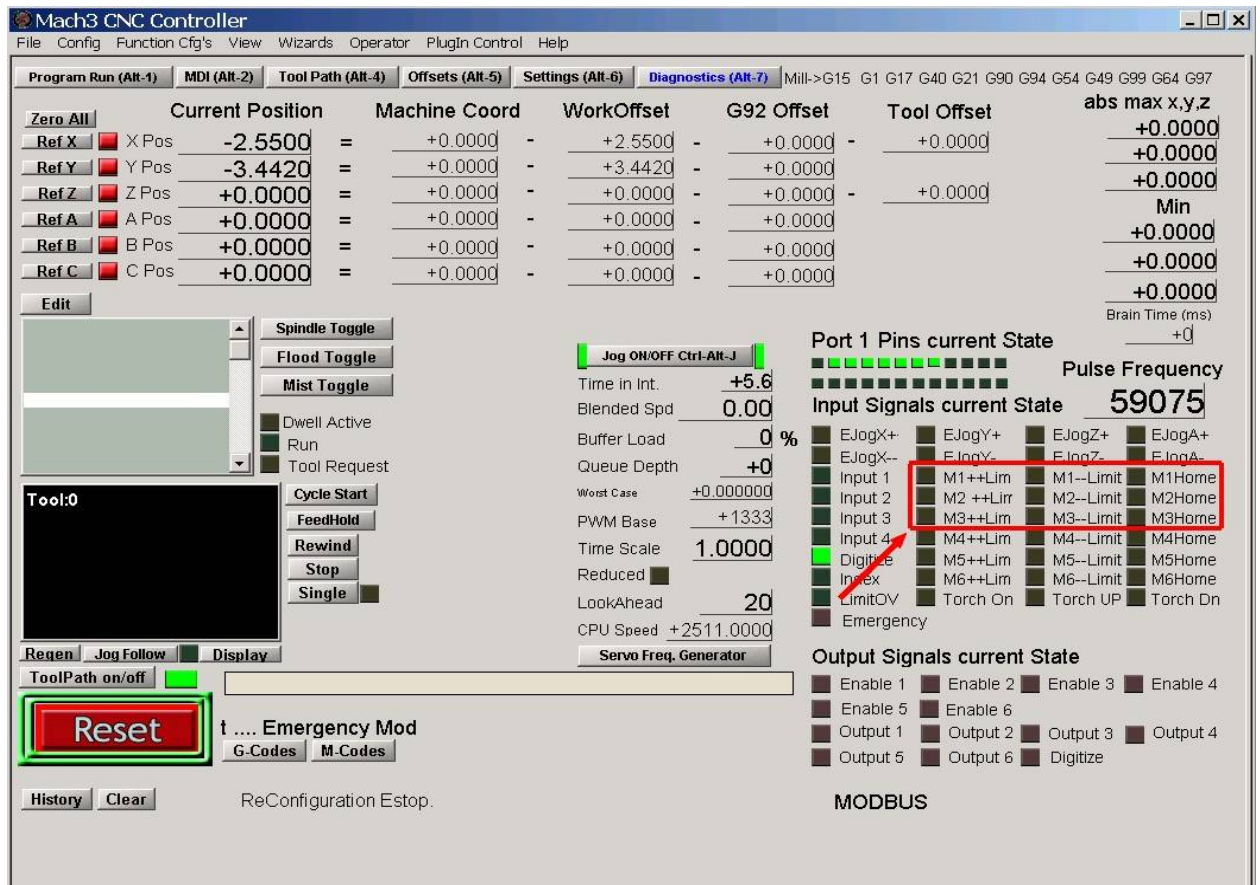 Mach3 CNC Controller
File Config Function Cfg's View Wizards Operator PlugIn Control Help
Program Run (Alt-1) MDI (Alt-2) Tool Path (Alt-4) Offsets (Alt-5) Settings (Alt-6) Diagnostics (Alt-7) Mill->G15 G1 G17 G40 G21 G90 G94 G54 G49 G99 G64 G97
Zero All Current Position Machine Coord WorkOffset G92 Offset Tool Offset abs max x,y,z
Ref X X Pos -2.5500 = +0.0000 - +2.5500 - +0.0000 - +0.0000 +0.0000
Ref Y Y Pos -3.4420 = +0.0000 - +3.4420 - +0.0000 +0.0000
Ref Z Z Pos +0.0000 = +0.0000 - +0.0000 - +0.0000 - +0.0000 +0.0000
Ref A A Pos +0.0000 = +0.0000 - +0.0000 - +0.0000 Min
+0.0000
Ref B B Pos +0.0000 = +0.0000 - +0.0000 - +0.0000 +0.0000
Ref C C Pos +0.0000 = +0.0000 - +0.0000 - +0.0000 +0.0000
Edit
Brain Time (ms)
+0
Spindle Toggle
Flood Toggle
Mist Toggle
Dwell Active
Run
Tool Request
Tool:0
Cycle Start
FeedHold
Rewind
Stop
Single
Regen Jog Follow Display
ToolPath on/off
Reset
t .... Emergency Mod
G-Codes M-Codes
History Clear ReConfiguration Estop.
Jog ON/OFF Ctrl-Alt-J
Time in Int. +5.6
Blended Spd 0.00
Buffer Load 0 %
Queue Depth +0
Worst Case +0.000000
PWM Base +1333
Time Scale 1.0000
Reduced
LookAhead 20
CPU Speed +2511.0000
Servo Freq. Generator
Port 1 Pins current State
Pulse Frequency
59075
Input Signals current State
EJogX+ EJogY+ EJogZ+ EJogA+
EJogX-- EJogY- EJogZ- EJogA-
Input 1 M1++Lim M1--Limit M1Home
Input 2 M2 ++Lim M2--Limit M2Home
Input 3 M3++Lim M3--Limit M3Home
Input 4 M4++Lim M4--Limit M4Home
Digitize M5++Lim M5--Limit M5Home
Index M6++Lim M6--Limit M6Home
LimitOV Torch On Torch UP Torch Dn
Emergency
Output Signals current State
Enable 1 Enable 2 Enable 3 Enable 4
Enable 5 Enable 6
Output 1 Output 2 Output 3 Output 4
Output 5 Output 6 Digitize
MODBUS